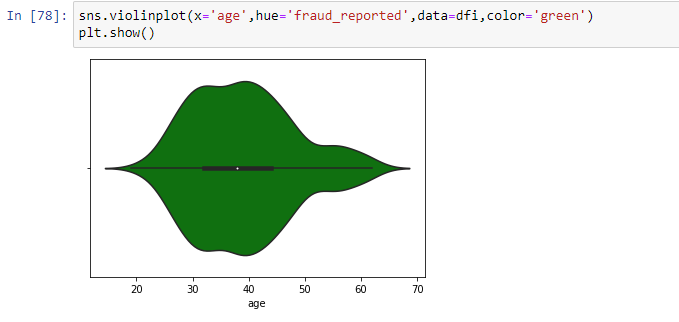 In [78]: sns.violinplot(x='age',hue='fraud_reported',data=dfi,color='green')
plt.show()
20 30 40 50 60 70
age